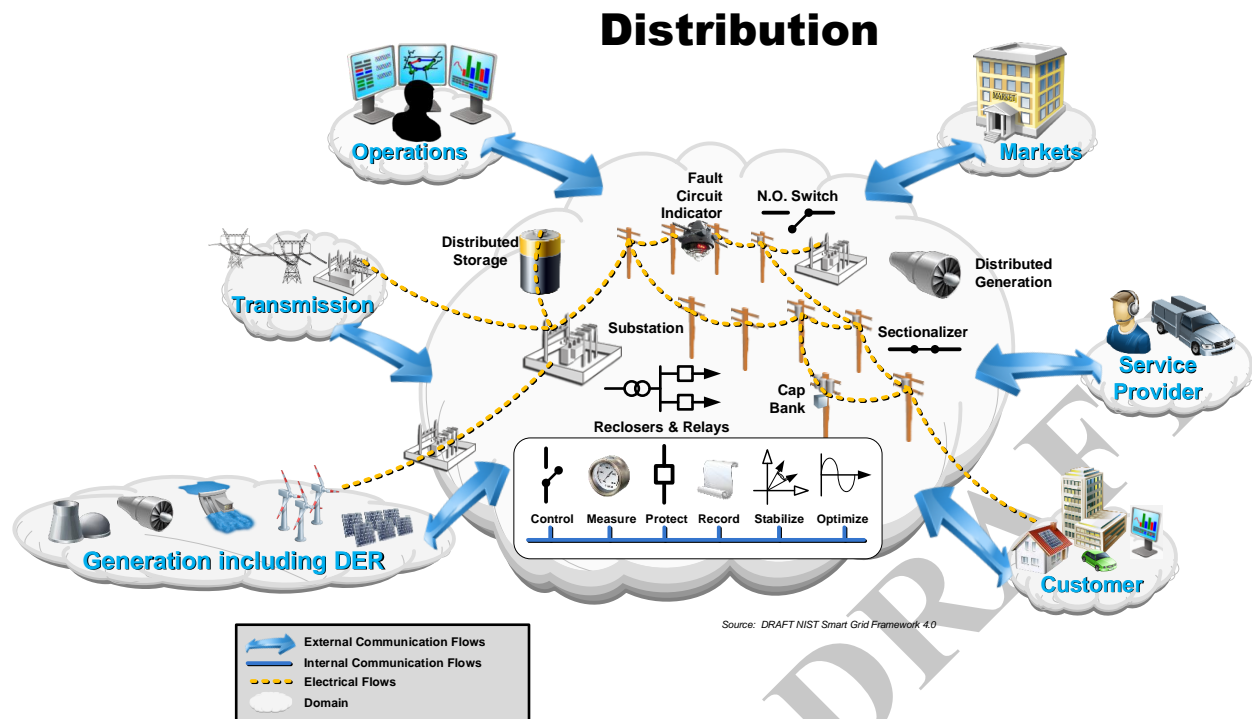 Distribution
Operations
MARKET
Markets
Fault
Circuit
Indicator
N.O. Switch
Distributed
Storage
Distributed
Generation
Transmission
Substation
Sectionalizer
Service
Provider
Cap
Bank
Reclosers & Relays
Control Measure Protect Record Stabilize Optimize
Generation including DER
Customer
Source: DRAFT NIST Smart Grid Framework 4.0
External Communication Flows
Internal Communication Flows
Electrical Flows
Domain
DRAFT